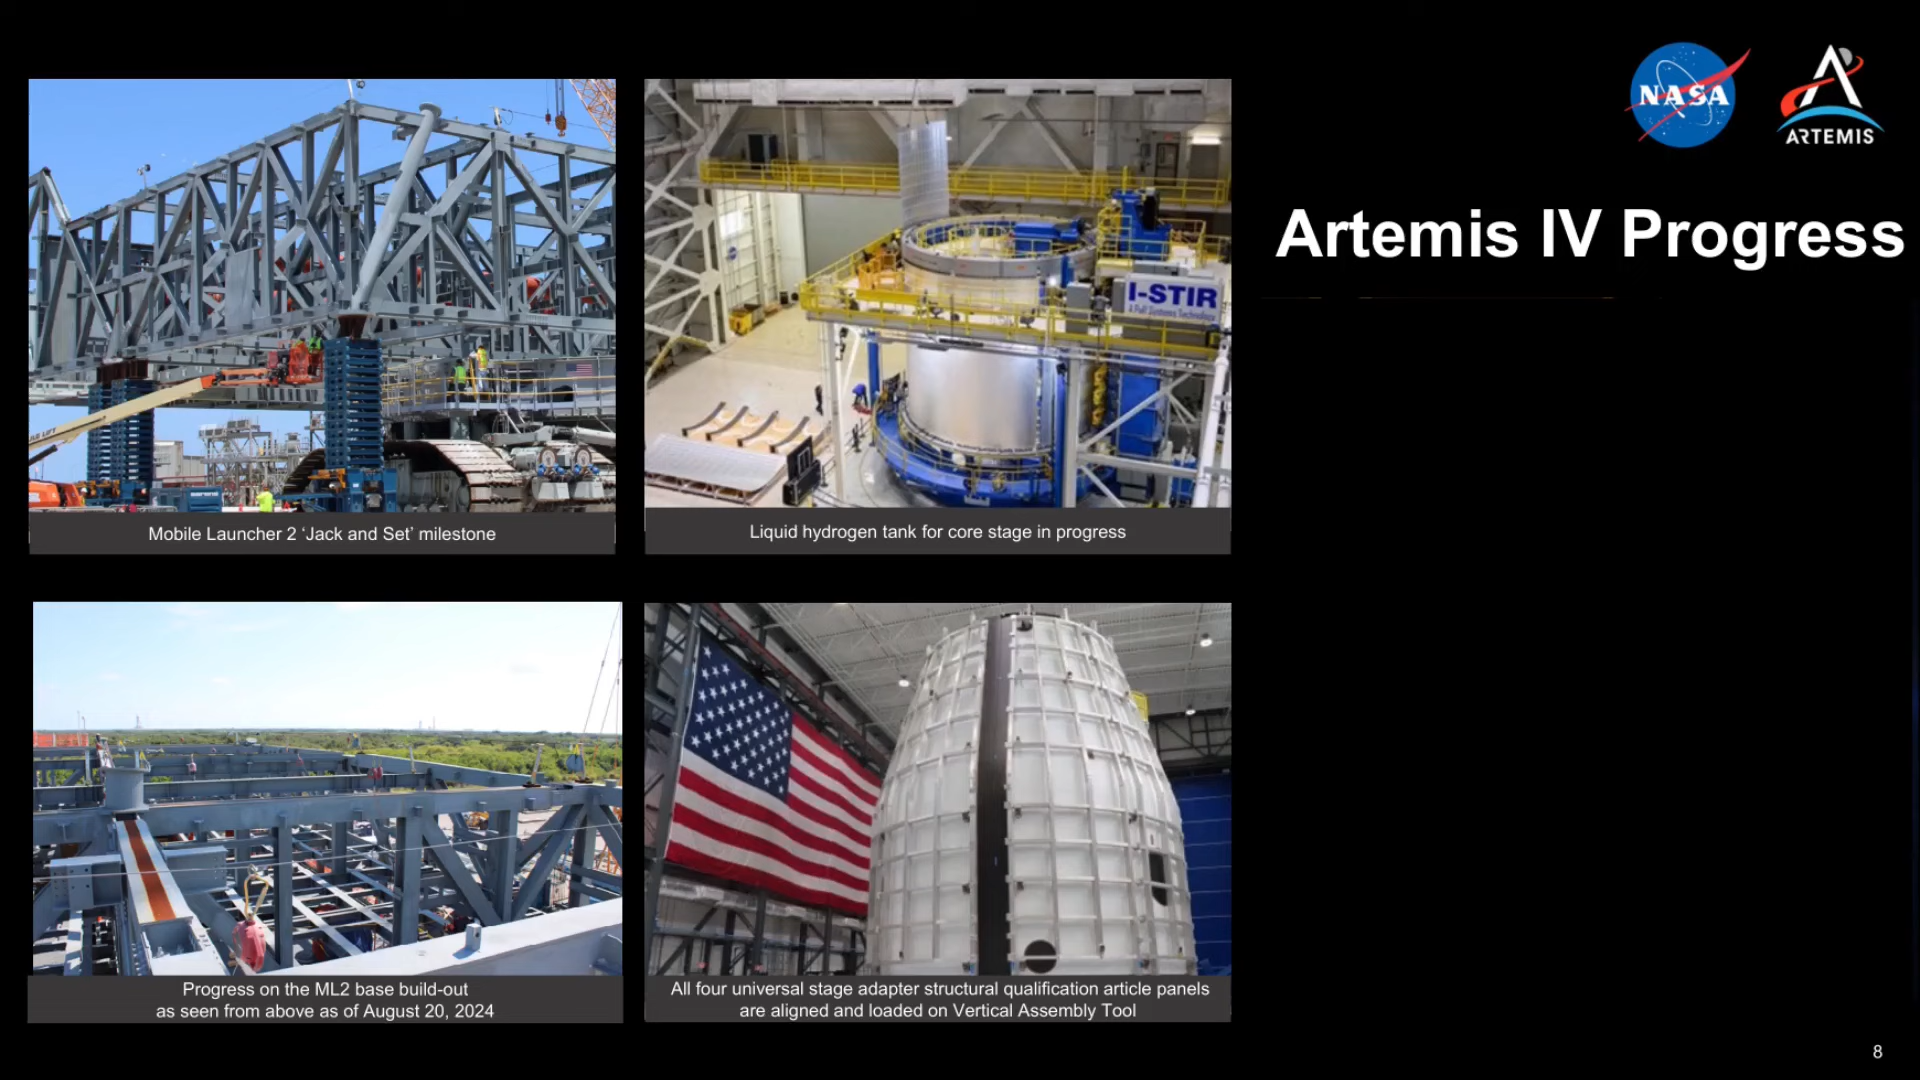 NASA
ARTEMIS
Artemis IV Progress
I-STIR
Mobile Launcher 2 ‘Jack and Set’ milestone
Liquid hydrogen tank for core stage in progress
Progress on the ML2 base build-out
as seen from above as of August 20, 2024
All four universal stage adapter structural qualification article panels
are aligned and loaded on Vertical Assembly Tool
8